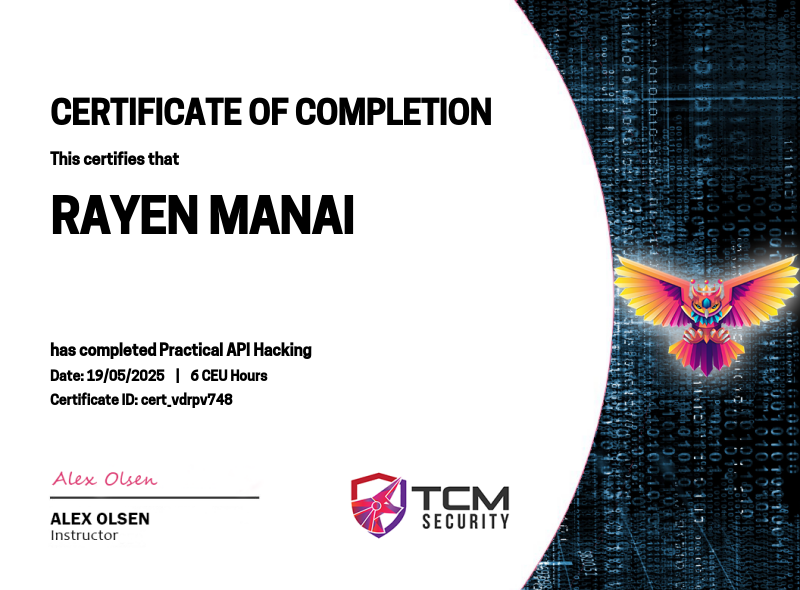 CERTIFICATE OF COMPLETION
This certifies that
RAYEN MANAI
has completed Practical API Hacking
Date: 19/05/2025 | 6 CEU Hours
Certificate ID: cert_vdrpv748
Alex Olsen
ALEX OLSEN
Instructor
TCM
SECURITY